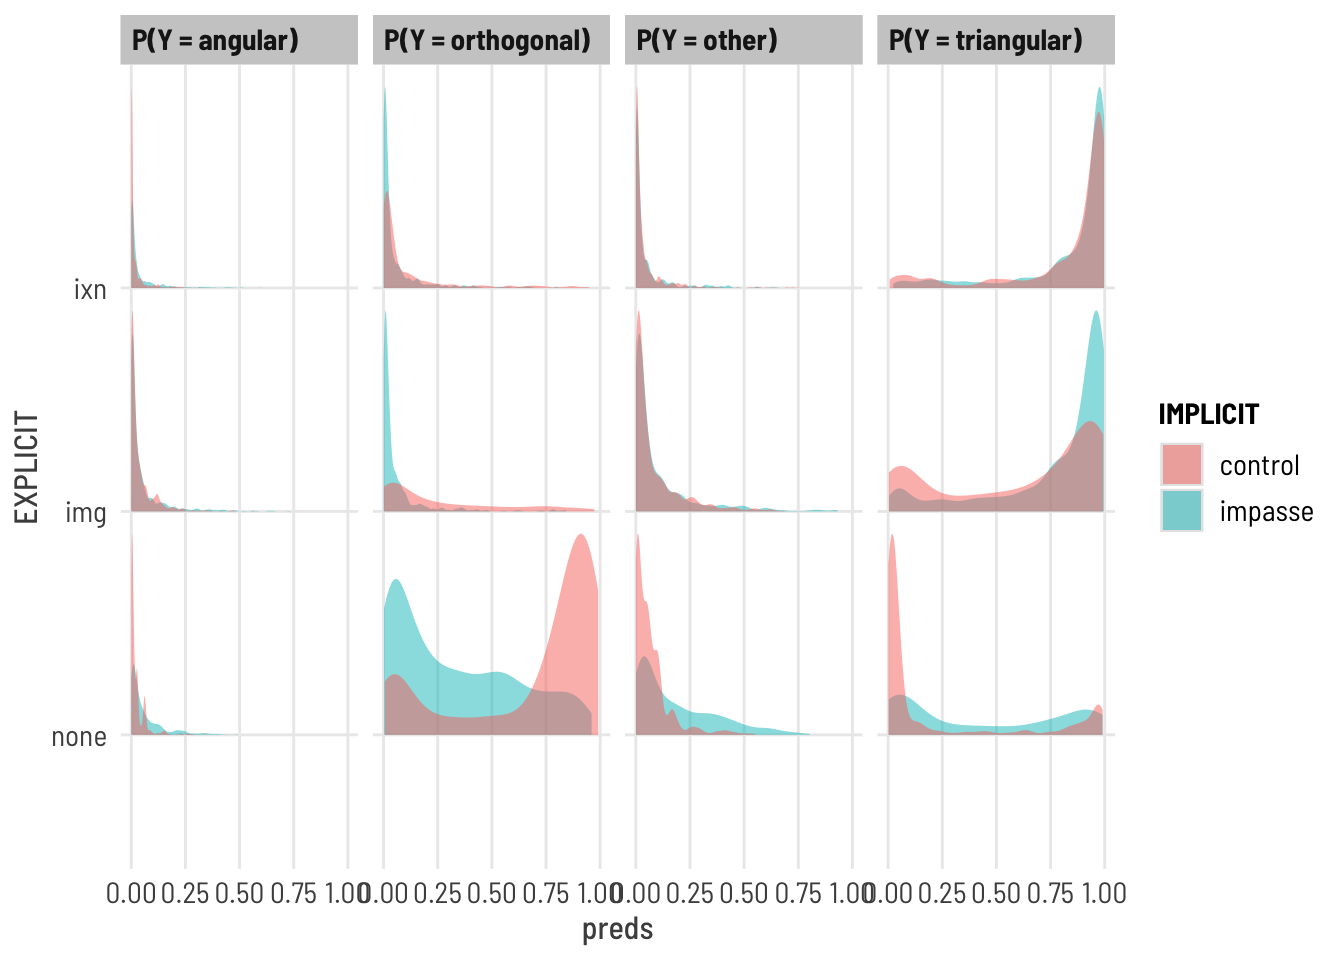 P(Y = angular) P(Y = orthogonal) P(Y = other) P(Y = triangular)
EXPLICIT
ixn
img
none
0.00 0.25 0.50 0.75 1.00 0.00 0.25 0.50 0.75 1.00 0.00 0.25 0.50 0.75 1.00 0.00 0.25 0.50 0.75 1.00
preds
IMPLICIT
control
impasse